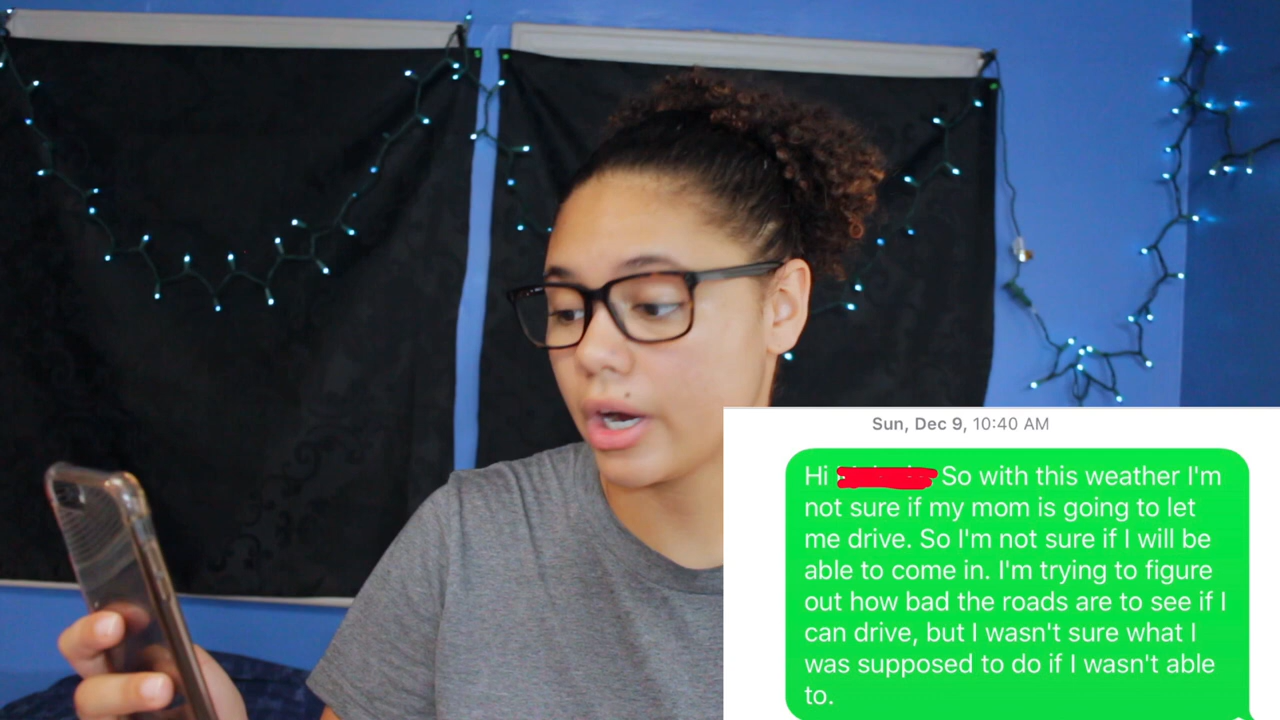 Sun, Dec 9, 10:40 AM
Hi So with this weather I'm
not sure if my mom is going to let
me drive. So I'm not sure if I will be
able to come in. I'm trying to figure
out how bad the roads are to see if I
can drive, but I wasn't sure what I
was supposed to do if I wasn't able
to.